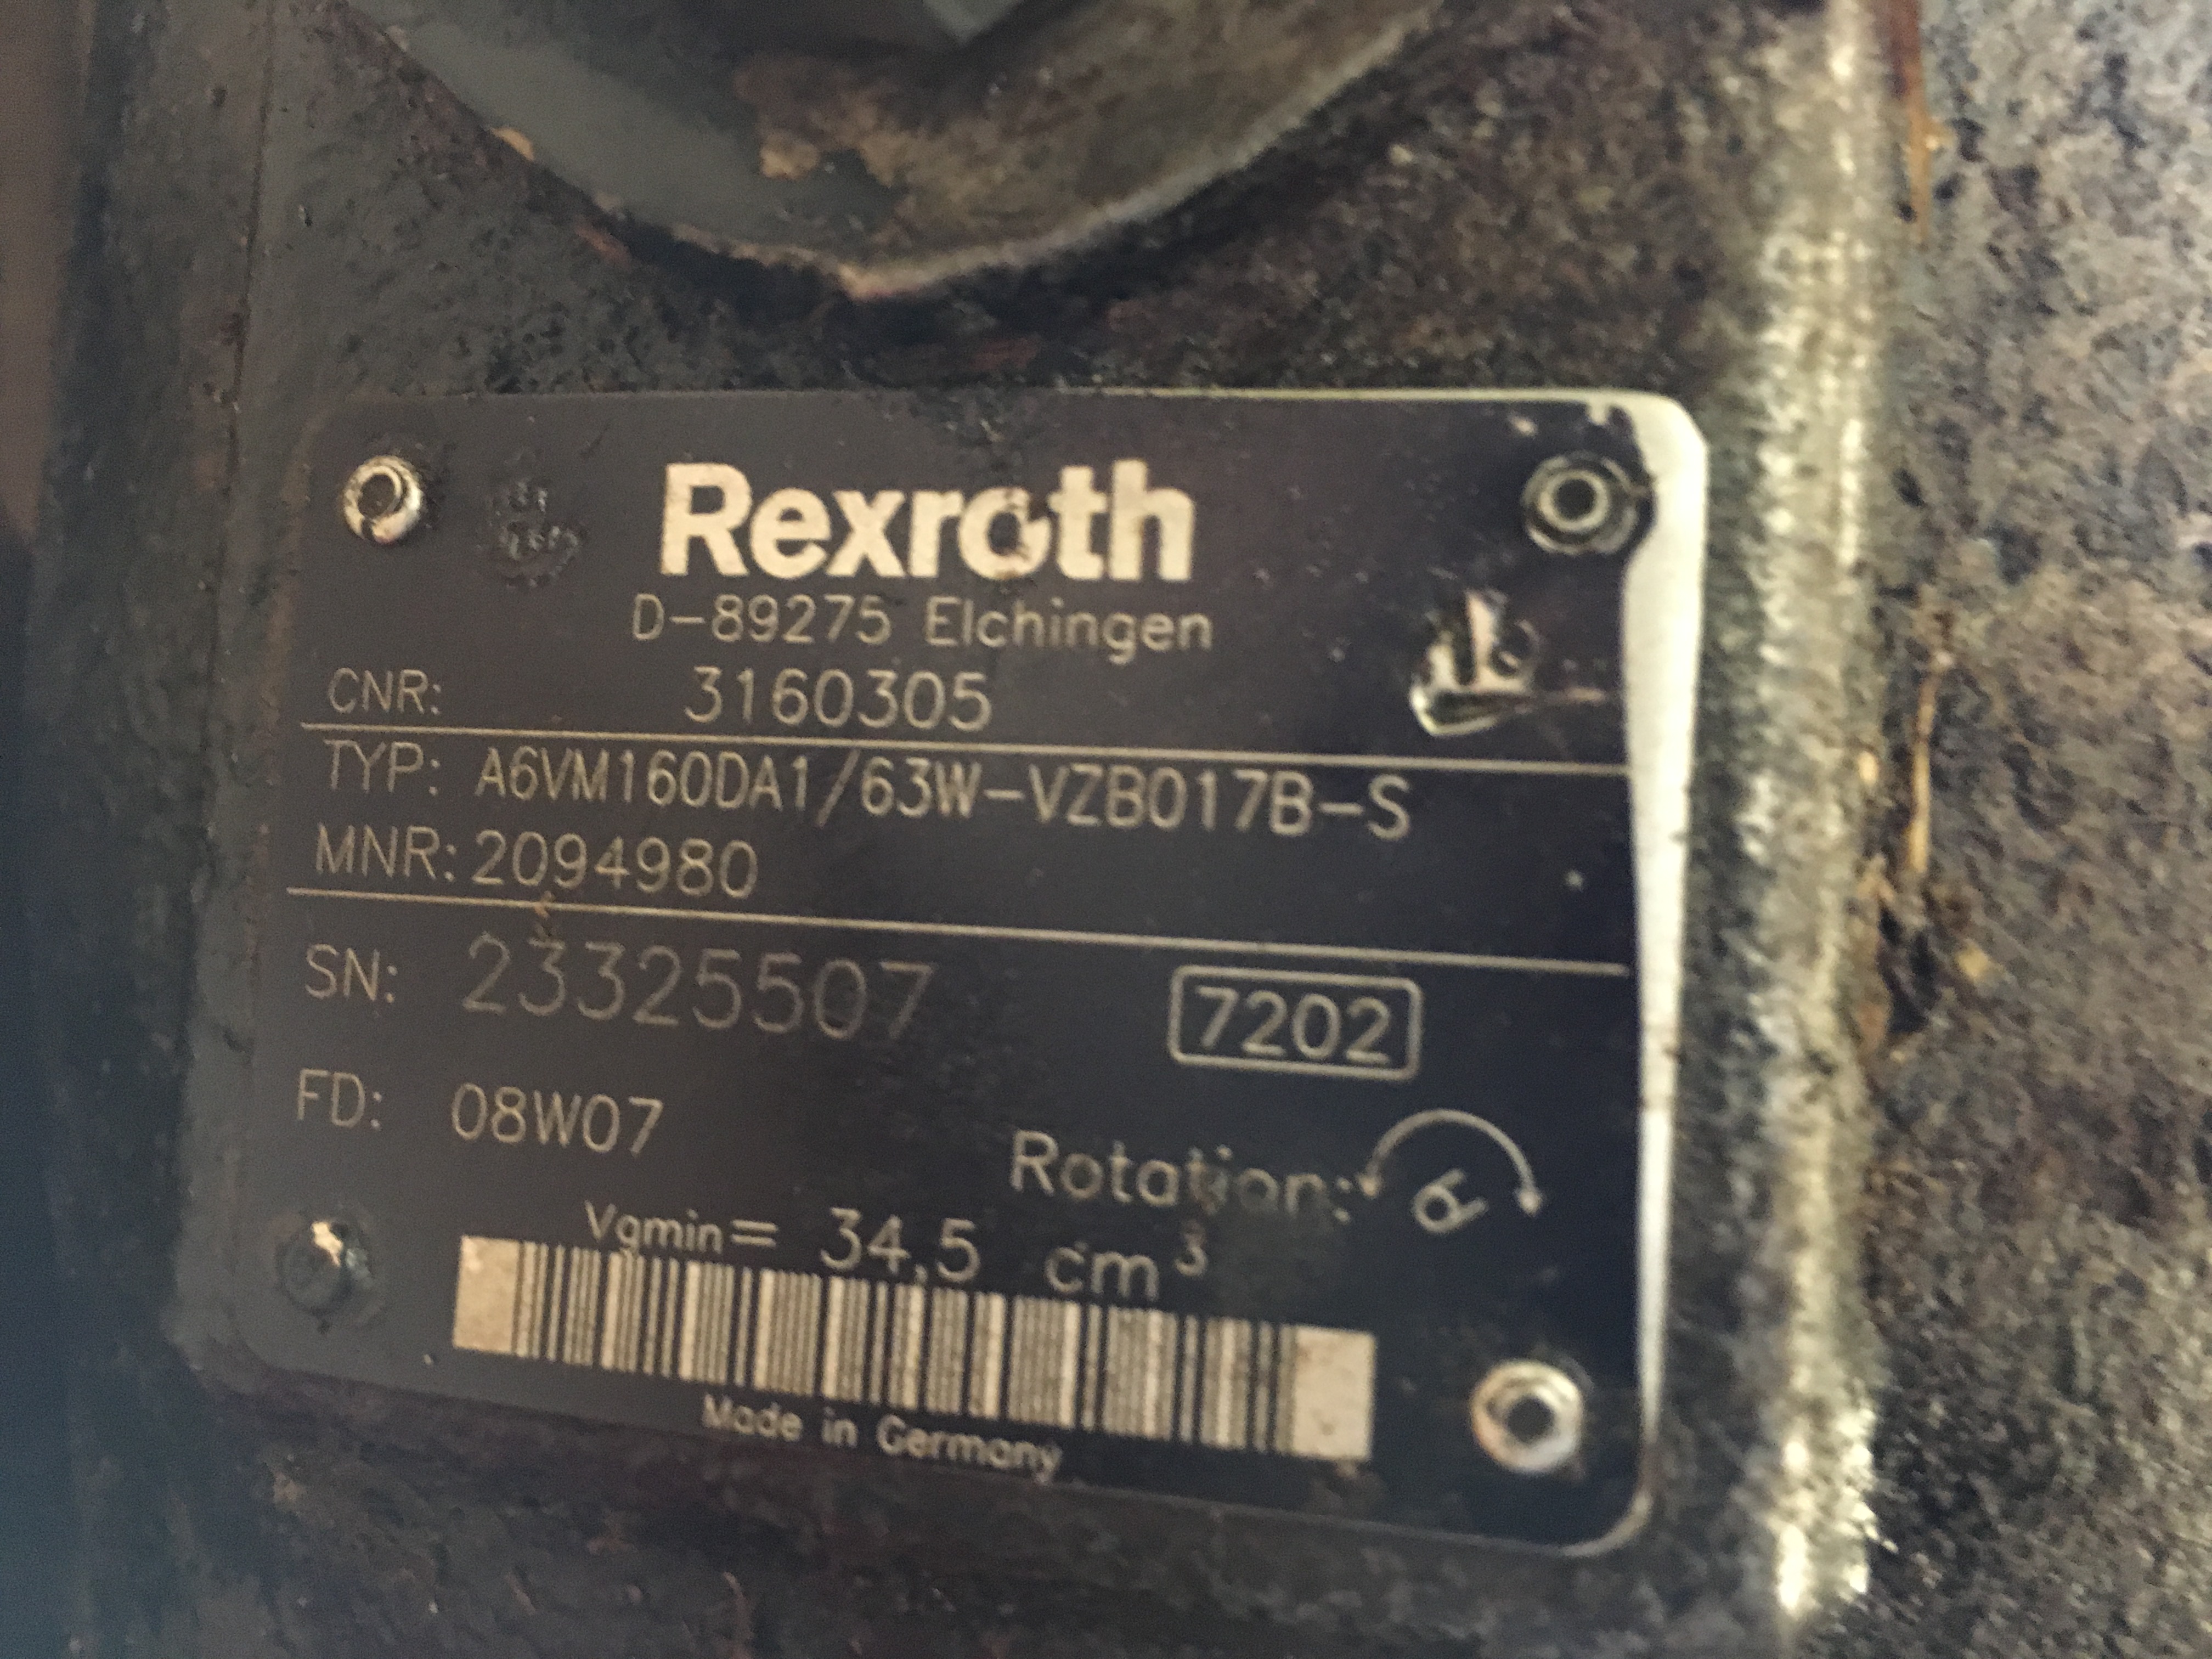 Rexroth
D-89275 Elchingen
CNR: 3160305
TYP: A6VM160DA1/63W-VZB017B-S
MNR: 2094980
SN: 23325507 7202
FD: 08W07
Rotation:
Vgmin= 34,5 cm³
Made in Germany